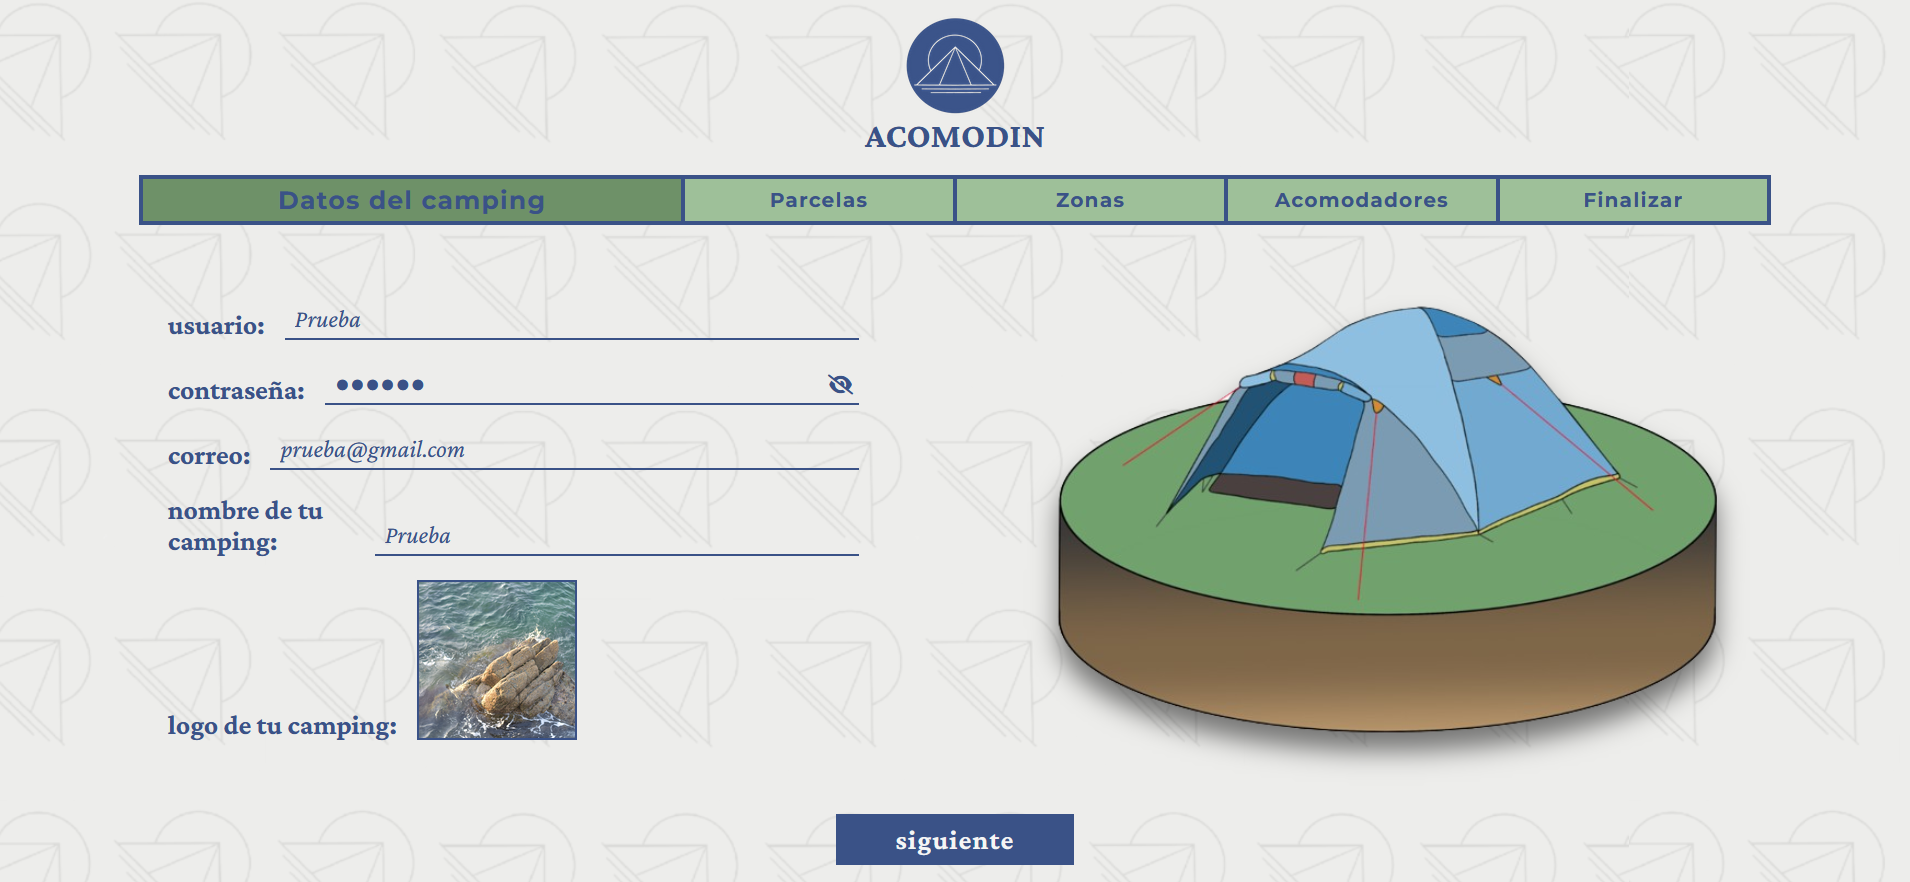 ACOMODIN
Datos del camping
Parcelas
Zonas
Acomodadores
Finalizar
usuario: Prueba
contraseña: ●●●●●●
correo: prueba@gmail.com
nombre de tu
camping: Prueba
logo de tu camping:
siguiente